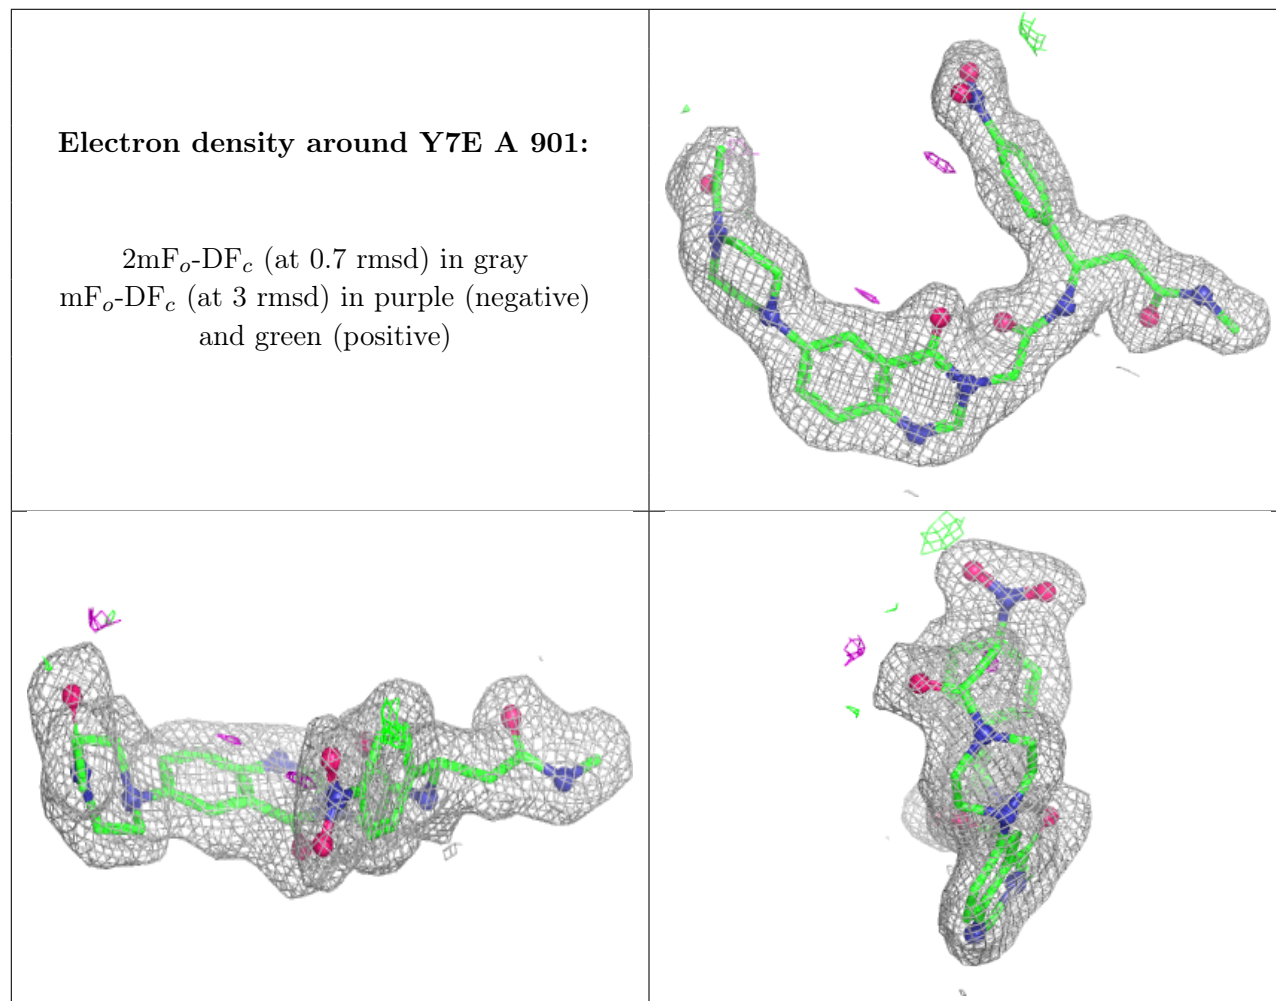 Electron density around Y7E A 901:
2mFo-DFc (at 0.7 rmsd) in gray
mFo-DFc (at 3 rmsd) in purple (negative)
and green (positive)